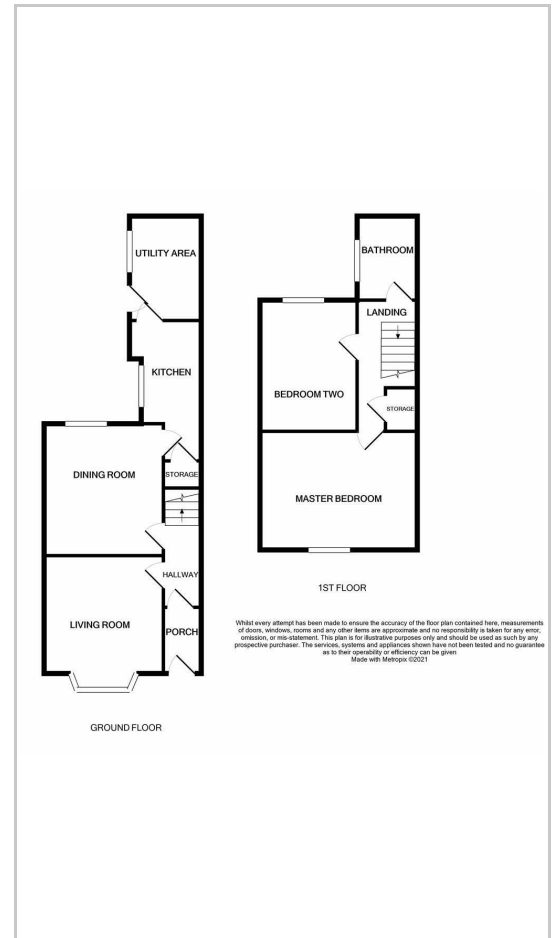 UTILITY AREA
KITCHEN
DINING ROOM
STORAGE
HALLWAY
LIVING ROOM
PORCH
GROUND FLOOR
BATHROOM
LANDING
BEDROOM TWO
STORAGE
MASTER BEDROOM
1ST FLOOR
Whilst every attempt has been made to ensure the accuracy of the floor plan contained here, measurements
of doors, windows, rooms and any other items are approximate and no responsibility is taken for any error,
omission, or mis-statement. This plan is for illustrative purposes only and should be used as such by any
prospective purchaser. The services, systems and appliances shown have not been tested and no guarantee
as to their operability or efficiency can be given
Made with Metropix ©2021